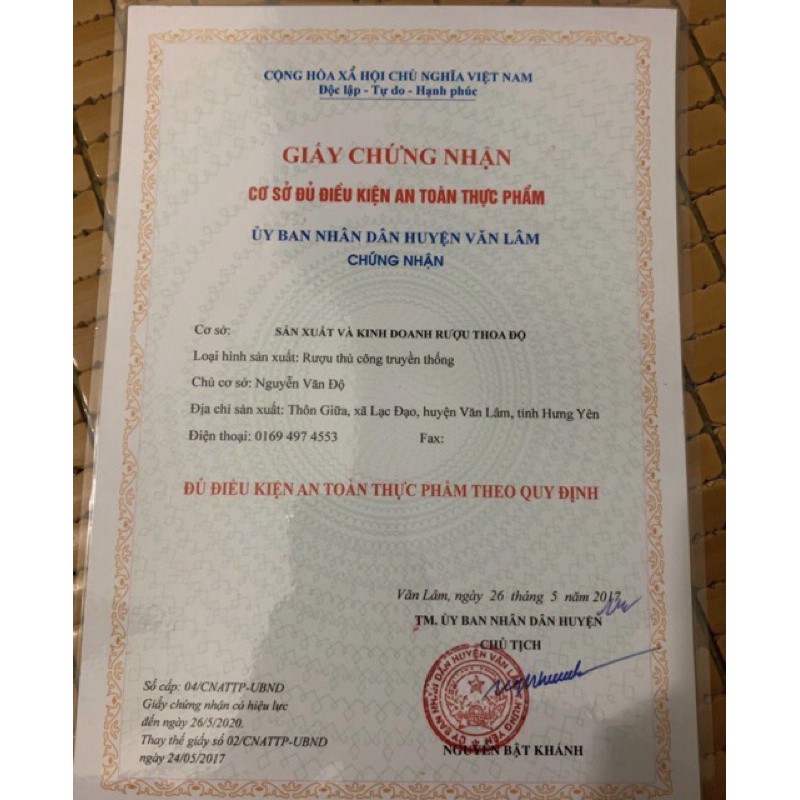 CỘNG HÒA XÃ HỘI CHỦ NGHĨA VIỆT NAM
Độc lập - Tự do - Hạnh phúc
GIẤY CHỨNG NHẬN
CƠ SỞ ĐỦ ĐIỀU KIỆN AN TOÀN THỰC PHẨM
ỦY BAN NHÂN DÂN HUYỆN VĂN LÂM
CHỨNG NHẬN
Cơ sở: SẢN XUẤT VÀ KINH DOANH RƯỢU THOA ĐỘ
Loại hình sản xuất: Rượu thủ công truyền thống
Chủ cơ sở: Nguyễn Văn Độ
Địa chỉ sản xuất: Thôn Giữa, xã Lạc Đạo, huyện Văn Lâm, tỉnh Hưng Yên
Điện thoại: 0169 497 4553 Fax:
ĐỦ ĐIỀU KIỆN AN TOÀN THỰC PHẨM THEO QUY ĐỊNH
Văn Lâm, ngày 26 tháng 5 năm 2017
TM. ỦY BAN NHÂN DÂN HUYỆN
CHỦ TỊCH
NGUYỄN BẬT KHÁNH
Số cấp: 04/CNATTP-UBND
Giấy chứng nhận có hiệu lực
đến ngày 26/5/2020.
Thay thế giấy số 02/CNATTP-UBND
ngày 24/05/2017